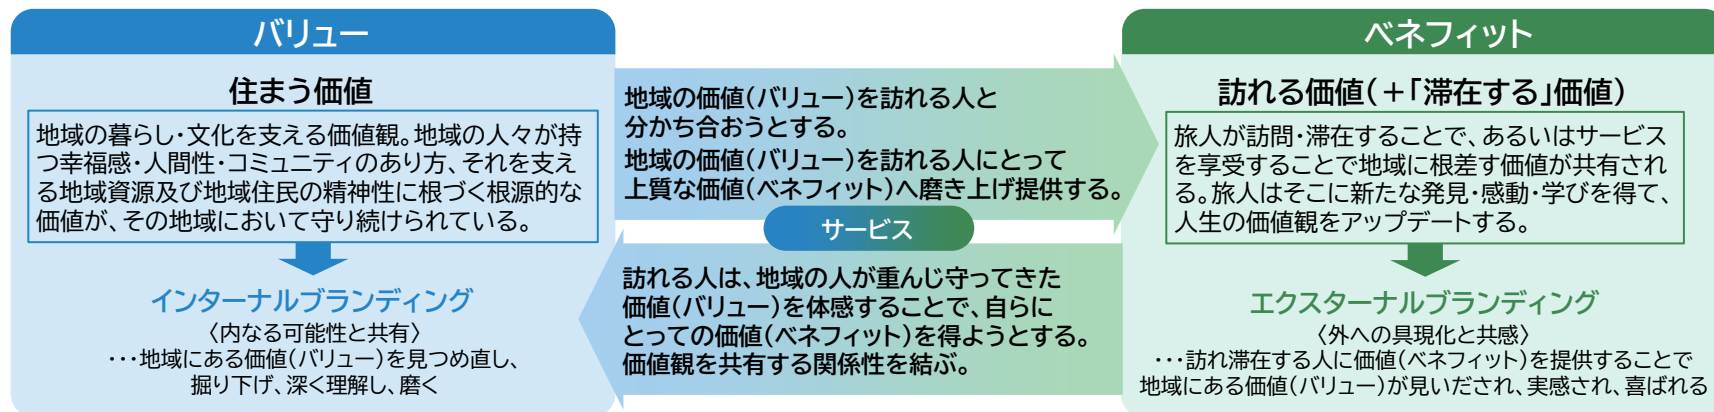 バリュー
住まう価値
地域の暮らし・文化を支える価値観。地域の人々が持
つ幸福感・人間性・コミュニティのあり方、それを支え
る地域資源及び地域住民の精神性に根づく根源的な
価値が、その地域において守り続けられている。
インターナルブランディング
〈内なる可能性と共有〉
・・・地域にある価値(バリュー)を見つめ直し、
掘り下げ、深く理解し、磨く
地域の価値(バリュー)を訪れる人と
分かち合おうとする。
地域の価値(バリュー)を訪れる人にとって
上質な価値(ベネフィット)へ磨き上げ提供する。
サービス
訪れる人は、地域の人が重んじ守ってきた
価値(バリュー)を体感することで、自らに
とっての価値(ベネフィット)を得ようとする。
価値観を共有する関係性を結ぶ。
ベネフィット
訪れる価値(+「滞在する」価値)
旅人が訪問・滞在することで、あるいはサービス
を享受することで地域に根差す価値が共有され
る。旅人はそこに新たな発見・感動・学びを得て、
人生の価値観をアップデートする。
エクスターナルブランディング
〈外への具現化と共感〉
・・・訪れ滞在する人に価値(ベネフィット)を提供することで
地域にある価値(バリュー)が見いだされ、実感され、喜ばれる